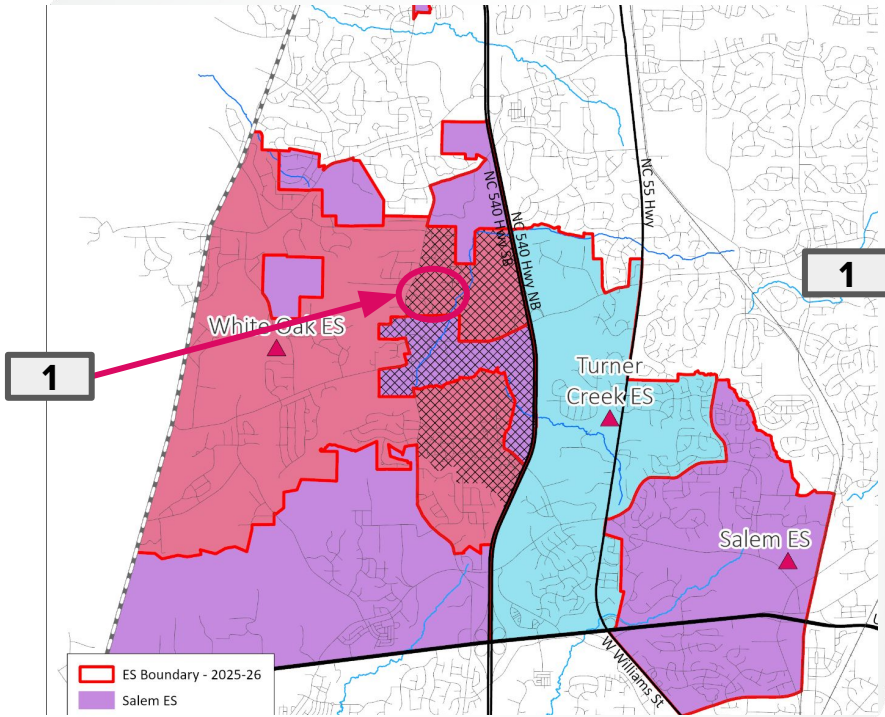 NC 540 Hwy SB
NC 540 Hwy NB
NC 55 Hwy
1
White Oak ES
1
Turner
Creek ES
Salem ES
W Williams St
ES Boundary - 2025-26
Salem ES